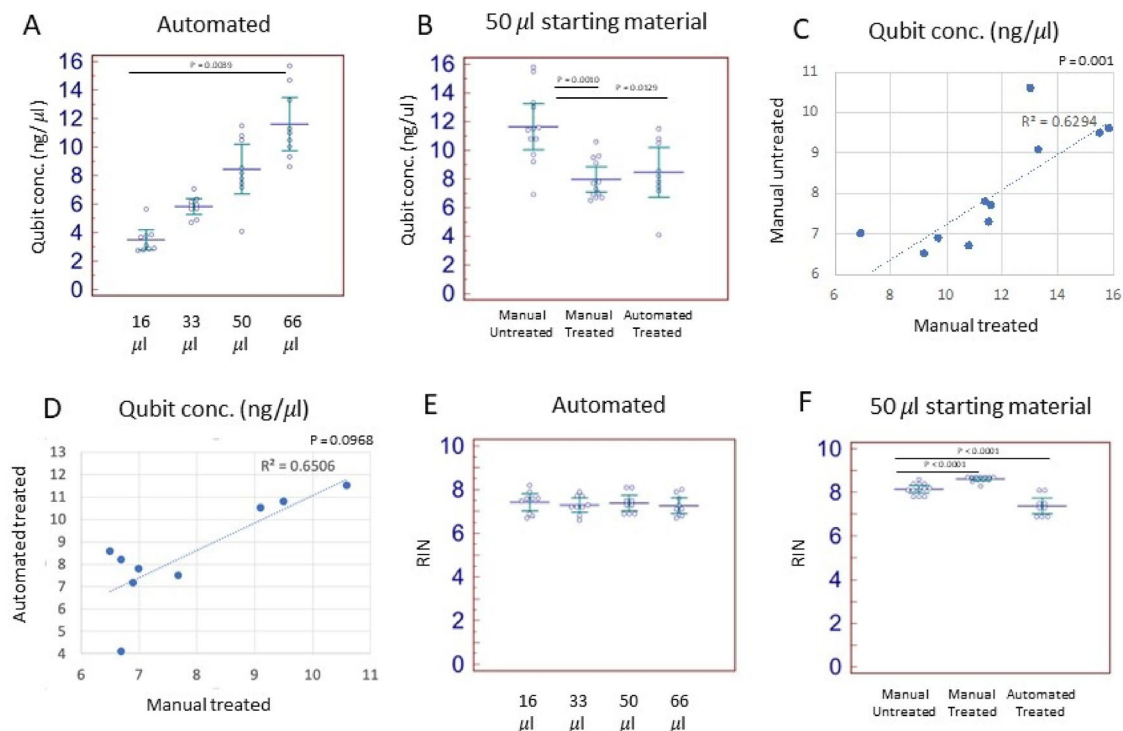 A
Automated
P = 0.0039
Qubit conc. (ng/ μl)
16
14
12
10
8
6
4
2
0
16 33 50 66
μl μl μl μl
B
50 μl starting material
P = 0.0010
P = 0.0129
Qubit conc. (ng/ul)
16
14
12
10
8
6
4
2
0
Manual Manual Automated
Untreated Treated Treated
C
Qubit conc. (ng/μl)
P = 0.001
R² = 0.6294
Manual untreated
11
10
9
8
7
6
6 8 10 12 14 16
Manual treated
D
Qubit conc. (ng/μl)
P = 0.0968
R² = 0.6506
Automated treated
13
12
11
10
9
8
7
6
5
4
6 7 8 9 10 11
Manual treated
E
Automated
RIN
10
8
6
4
2
0
16 33 50 66
μl μl μl μl
F
50 μl starting material
P < 0.0001
P < 0.0001
RIN
10
8
6
4
2
0
Manual Manual Automated
Untreated Treated Treated